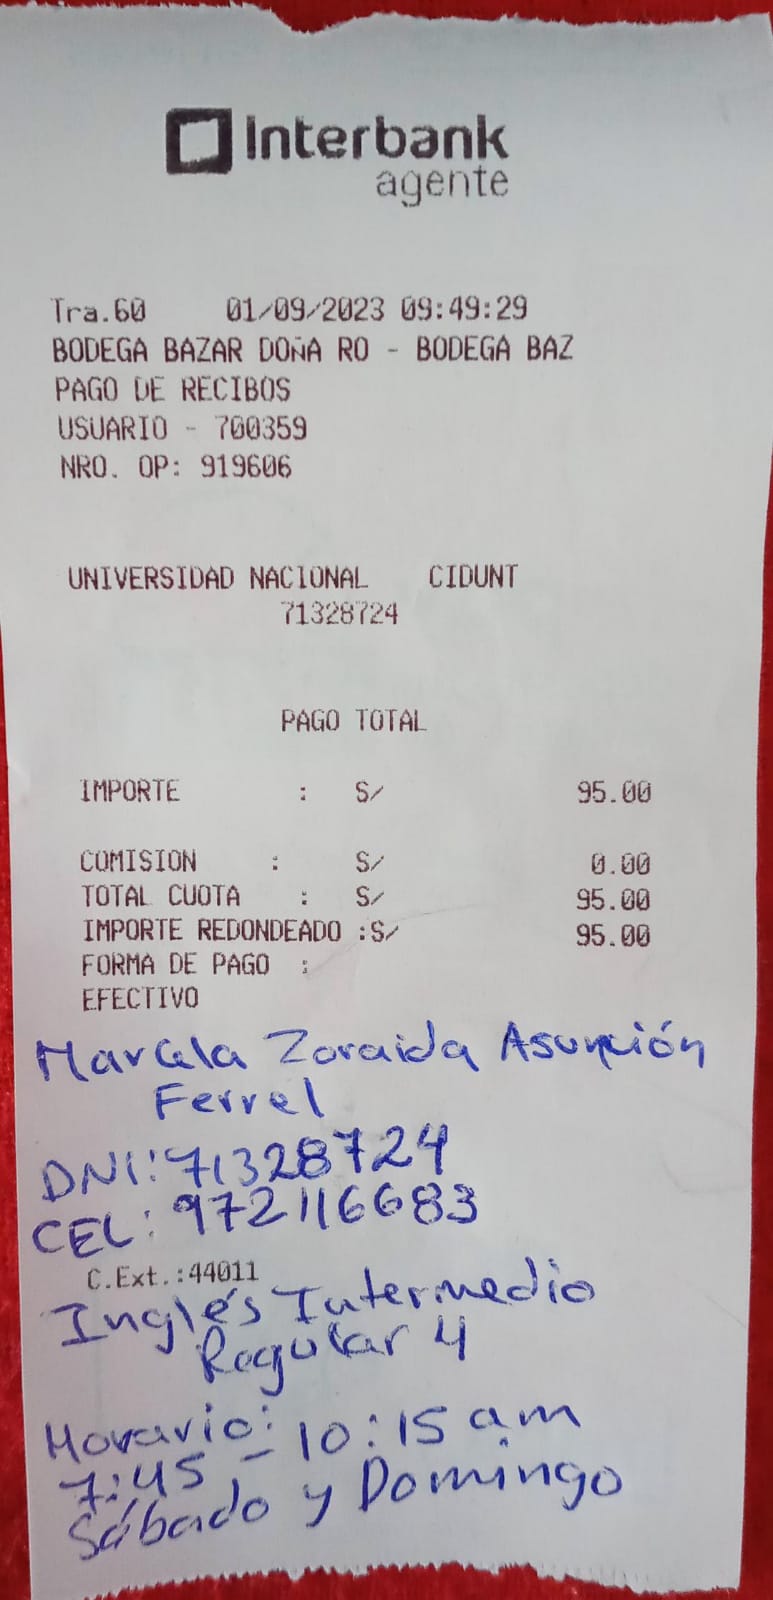 Interbank
agente
Tra.60 01/09/2023 09:49:29
BODEGA BAZAR DOÑA RO - BODEGA BAZ
PAGO DE RECIBOS
USUARIO - 700359
NRO. OP: 919606
UNIVERSIDAD NACIONAL CIDUNT
71328724
PAGO TOTAL
IMPORTE : S/ 95.00
COMISION : S/ 0.00
TOTAL CUOTA : S/ 95.00
IMPORTE REDONDEADO :S/ 95.00
FORMA DE PAGO :
EFECTIVO
Marcela Zoraida Asunción
Ferrel
DNI: 71328724
CEL: 972116683
C.Ext.:44011
Inglés Intermedio
Regular 4
Horario:
7:45 - 10:15 am
Sábado y Domingo